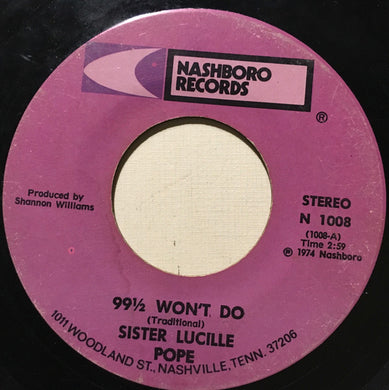 NASHBORO
RECORDS
®
Produced by
Shannon Williams
STEREO
N 1008
(1008-A)
Time 2:59
℗ 1974 Nashboro
99½ WON'T DO
(Traditional)
SISTER LUCILLE
POPE
1011 WOODLAND ST., NASHVILLE, TENN. 37206